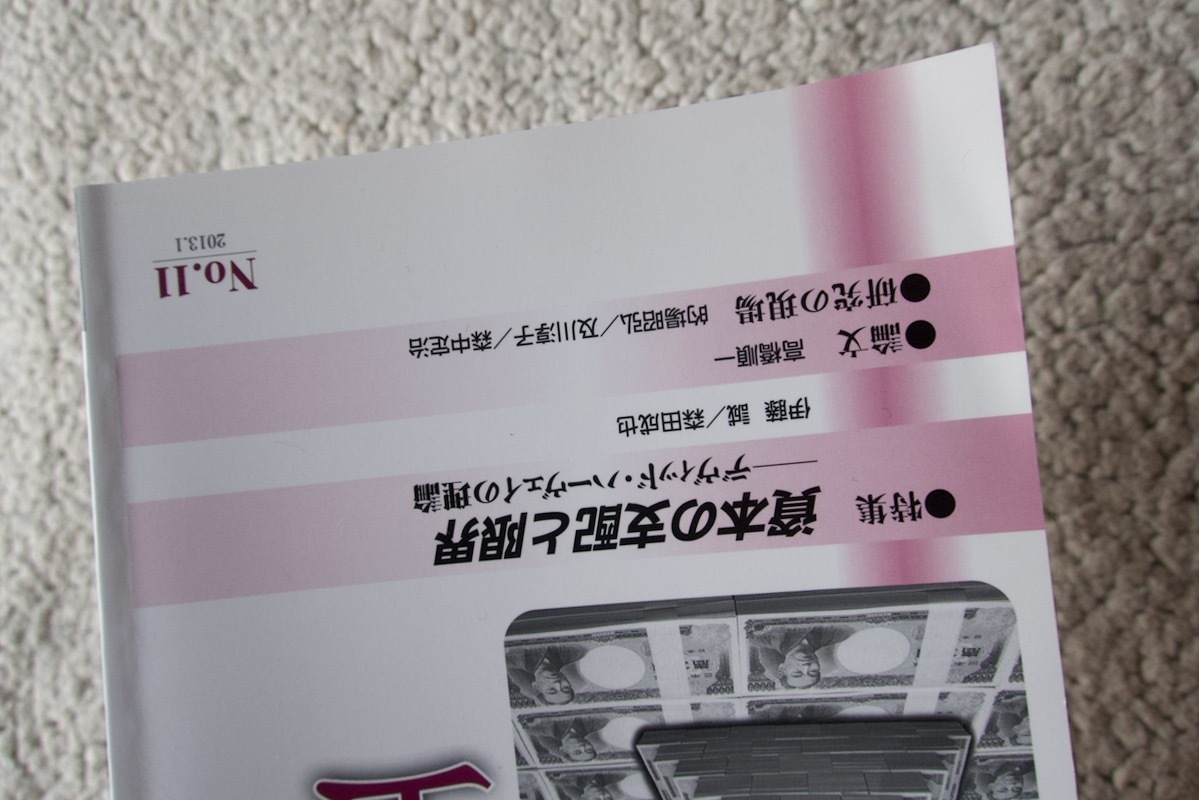 ●特集 資本の支配と限界
——デヴィッド・ハーヴェイの理論
伊藤 誠／森田成也
●論文 高橋順一
●研究の現場 的場昭弘／及川淳子／森中定治
No.11
2013.1